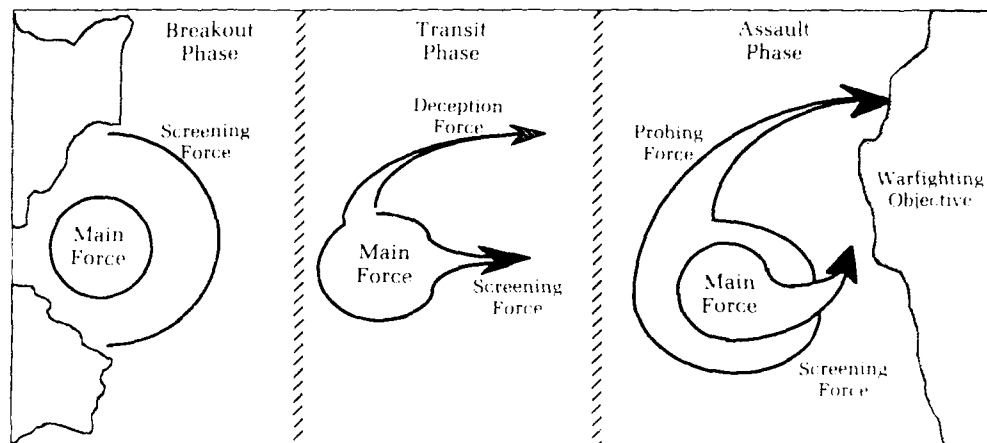 Breakout
Phase
Screening
Force
Main
Force
Transit
Phase
Deception
Force
Main
Force
Screening
Force
Assault
Phase
Probing
Force
Warfighting
Objective
Main
Force
Screening
Force